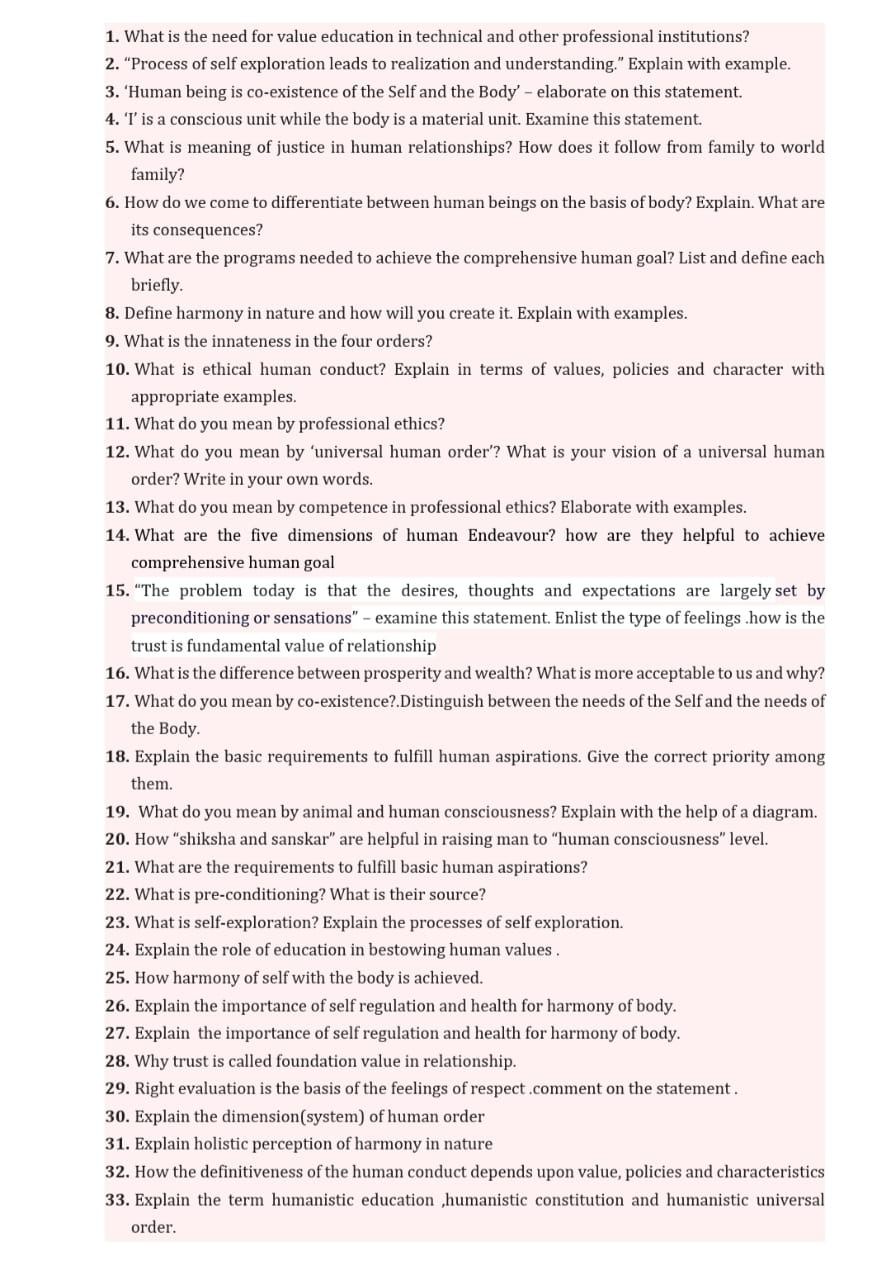 1. What is the need for value education in technical and other professional institutions?
2. “Process of self exploration leads to realization and understanding.” Explain with example.
3. ‘Human being is co-existence of the Self and the Body’ – elaborate on this statement.
4. ‘I’ is a conscious unit while the body is a material unit. Examine this statement.
5. What is meaning of justice in human relationships? How does it follow from family to world
family?
6. How do we come to differentiate between human beings on the basis of body? Explain. What are
its consequences?
7. What are the programs needed to achieve the comprehensive human goal? List and define each
briefly.
8. Define harmony in nature and how will you create it. Explain with examples.
9. What is the innateness in the four orders?
10. What is ethical human conduct? Explain in terms of values, policies and character with
appropriate examples.
11. What do you mean by professional ethics?
12. What do you mean by ‘universal human order’? What is your vision of a universal human
order? Write in your own words.
13. What do you mean by competence in professional ethics? Elaborate with examples.
14. What are the five dimensions of human Endeavour? how are they helpful to achieve
comprehensive human goal
15. “The problem today is that the desires, thoughts and expectations are largely set by
preconditioning or sensations” – examine this statement. Enlist the type of feelings .how is the
trust is fundamental value of relationship
16. What is the difference between prosperity and wealth? What is more acceptable to us and why?
17. What do you mean by co-existence?.Distinguish between the needs of the Self and the needs of
the Body.
18. Explain the basic requirements to fulfill human aspirations. Give the correct priority among
them.
19. What do you mean by animal and human consciousness? Explain with the help of a diagram.
20. How “shiksha and sanskar” are helpful in raising man to “human consciousness” level.
21. What are the requirements to fulfill basic human aspirations?
22. What is pre-conditioning? What is their source?
23. What is self-exploration? Explain the processes of self exploration.
24. Explain the role of education in bestowing human values .
25. How harmony of self with the body is achieved.
26. Explain the importance of self regulation and health for harmony of body.
27. Explain the importance of self regulation and health for harmony of body.
28. Why trust is called foundation value in relationship.
29. Right evaluation is the basis of the feelings of respect .comment on the statement .
30. Explain the dimension(system) of human order
31. Explain holistic perception of harmony in nature
32. How the definitiveness of the human conduct depends upon value, policies and characteristics
33. Explain the term humanistic education ,humanistic constitution and humanistic universal
order.